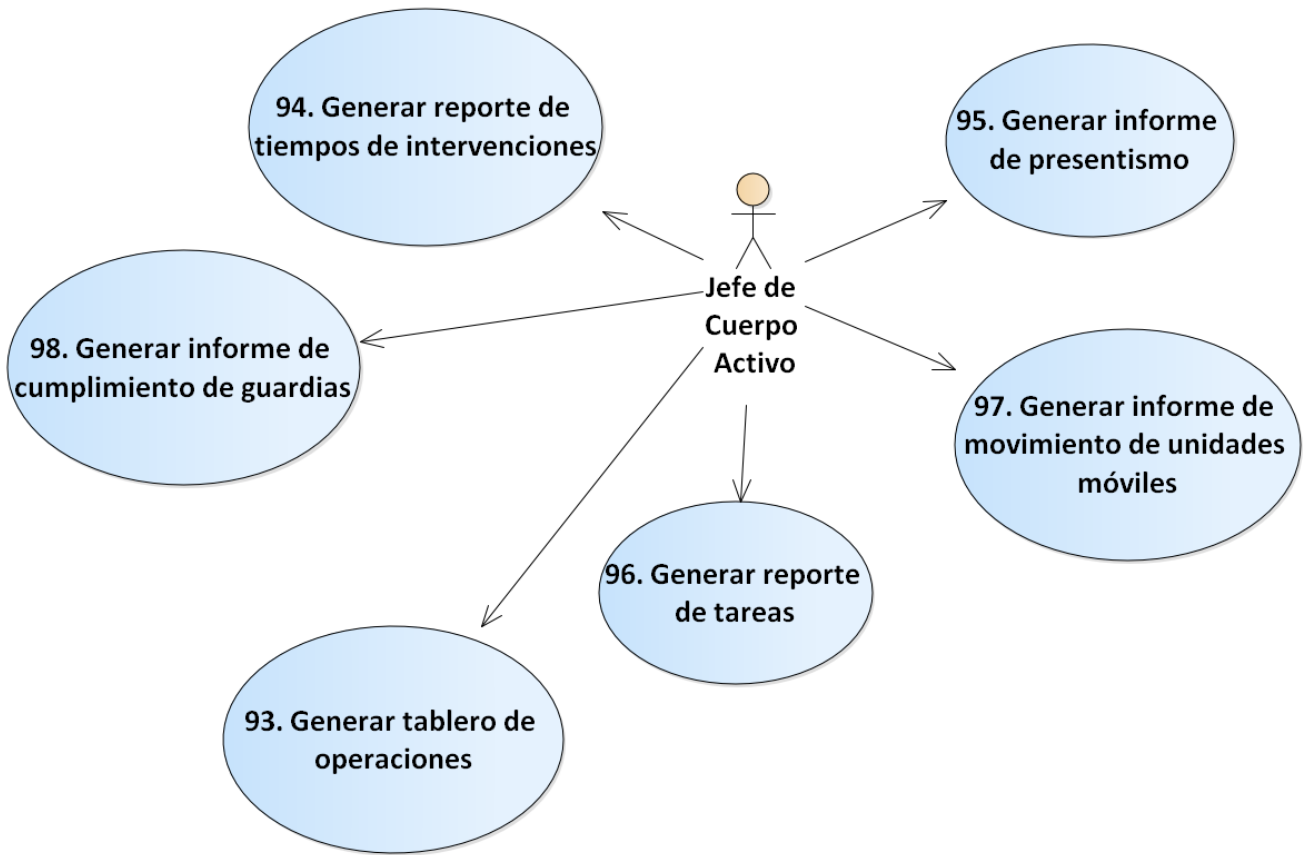 94. Generar reporte de
tiempos de intervenciones
95. Generar informe
de presentismo
Jefe de
Cuerpo
Activo
98. Generar informe de
cumplimiento de guardias
97. Generar informe de
movimiento de unidades
móviles
96. Generar reporte
de tareas
93. Generar tablero de
operaciones